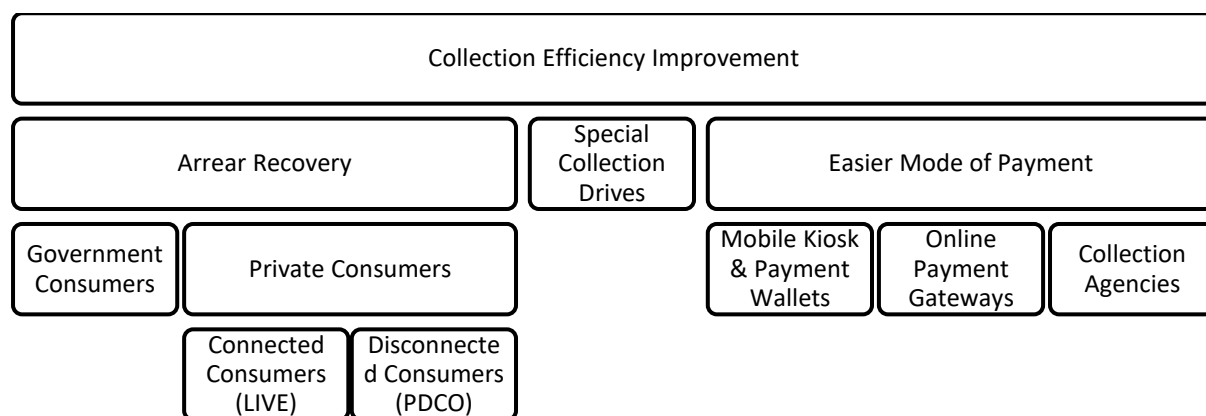 Collection Efficiency Improvement
Arrear Recovery
Special
Collection
Drives
Easier Mode of Payment
Government
Consumers
Private Consumers
Mobile Kiosk
& Payment
Wallets
Online
Payment
Gateways
Collection
Agencies
Connected
Consumers
(LIVE)
Disconnecte
d Consumers
(PDCO)